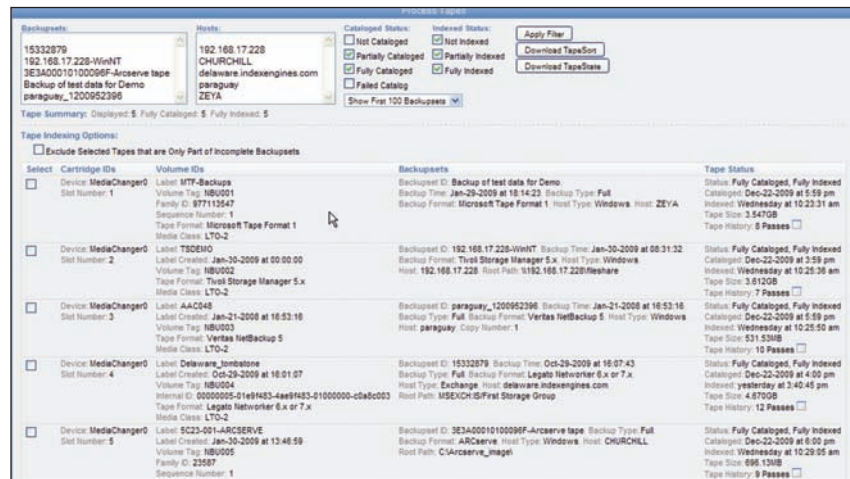 Process Tapes
Backupsets: Hosts: Cataloged Status: Indexed Status:
15332879
192.168.17.228-WinNT
3E3A00010100096F-Arcserve tape
Backup of test data for Demo
paraguay_1200952396
192.168.17.228
CHURCHILL
delaware.indexengines.com
paraguay
ZEYA
Not Cataloged
Partially Cataloged
Fully Cataloged
Failed Catalog
Not Indexed
Partially Indexed
Fully Indexed
Show First 100 Backupsets
Apply Filter
Download TapeSort
Download TapeState
Tape Summary: Displayed: 5 Fully Cataloged: 5 Fully Indexed: 5
Tape Indexing Options:
Exclude Selected Tapes that are Only Part of Incomplete Backupsets
Select Cartridge IDs Volume IDs Backupsets Tape Status
Device: MediaChanger0
Slot Number: 1
Label: MTF-Backups
Volume Tag: NBU001
Family ID: 977113547
Sequence Number: 1
Tape Format: Microsoft Tape Format 1
Media Class: LTO-2
Backupset ID: Backup of test data for Demo
Backup Time: Jan-29-2009 at 18:14:23 Backup Type: Full
Backup Format: Microsoft Tape Format 1 Host Type: Windows Host: ZEYA
Status: Fully Cataloged, Fully Indexed
Cataloged: Dec-22-2009 at 5:59 pm
Indexed: Wednesday at 10:23:31 am
Tape Size: 3.547GB
Tape History: 8 Passes
Device: MediaChanger0
Slot Number: 2
Label: TSDEMO
Label Created: Jan-30-2009 at 00:00:00
Volume Tag: NBU002
Tape Format: Tivoli Storage Manager 5.x
Media Class: LTO-2
Backupset ID: 192.168.17.228-WinNT Backup Time: Jan-30-2009 at 08:31:32
Backup Format: Tivoli Storage Manager 5.x Host Type: Windows
Host: 192.168.17.228 Root Path: \\192.168.17.228\fileshare
Status: Fully Cataloged, Fully Indexed
Cataloged: Dec-22-2009 at 3:59 pm
Indexed: Wednesday at 10:25:36 am
Tape Size: 3.612GB
Tape History: 7 Passes
Device: MediaChanger0
Slot Number: 3
Label: AAC048
Label Created: Jan-21-2008 at 16:53:16
Volume Tag: NBU003
Tape Format: Veritas NetBackup 5
Media Class: LTO-2
Backupset ID: paraguay_1200952396 Backup Time: Jan-21-2008 at 16:53:16
Backup Type: Full Backup Format: Veritas NetBackup 5 Host Type: Windows
Host: paraguay Copy Number: 1
Status: Fully Cataloged, Fully Indexed
Cataloged: Dec-22-2009 at 5:59 pm
Indexed: Wednesday at 10:25:50 am
Tape Size: 531.53MB
Tape History: 10 Passes
Device: MediaChanger0
Slot Number: 4
Label: Delaware_tombstone
Label Created: Oct-29-2009 at 16:01:07
Volume Tag: NBU004
Internal ID: 00000005-01e9f483-4ae9f483-01000000-c0a8c003
Tape Format: Legato Networker 6.x or 7.x
Media Class: LTO-2
Backupset ID: 15332879 Backup Time: Oct-29-2009 at 16:07:43
Backup Type: Full Backup Format: Legato Networker 6.x or 7.x
Host Type: Exchange Host: delaware.indexengines.com
Root Path: MSEXCH:IS/First Storage Group
Status: Fully Cataloged, Fully Indexed
Cataloged: Dec-22-2009 at 4:00 pm
Indexed: yesterday at 3:40:45 pm
Tape Size: 4.670GB
Tape History: 12 Passes
Device: MediaChanger0
Slot Number: 5
Label: 5C23-001-ARCSERVE
Label Created: Jan-30-2009 at 13:46:59
Volume Tag: NBU005
Family ID: 23587
Sequence Number: 1
Backupset ID: 3E3A00010100096F-Arcserve tape Backup Type: Full
Backup Format: ARCserve Host Type: Windows Host: CHURCHILL
Root Path: C:\Arcserve_image\
Status: Fully Cataloged, Fully Indexed
Cataloged: Dec-22-2009 at 6:00 pm
Indexed: Wednesday at 10:29:05 am
Tape Size: 696.13MB
Tape History: 9 Passes